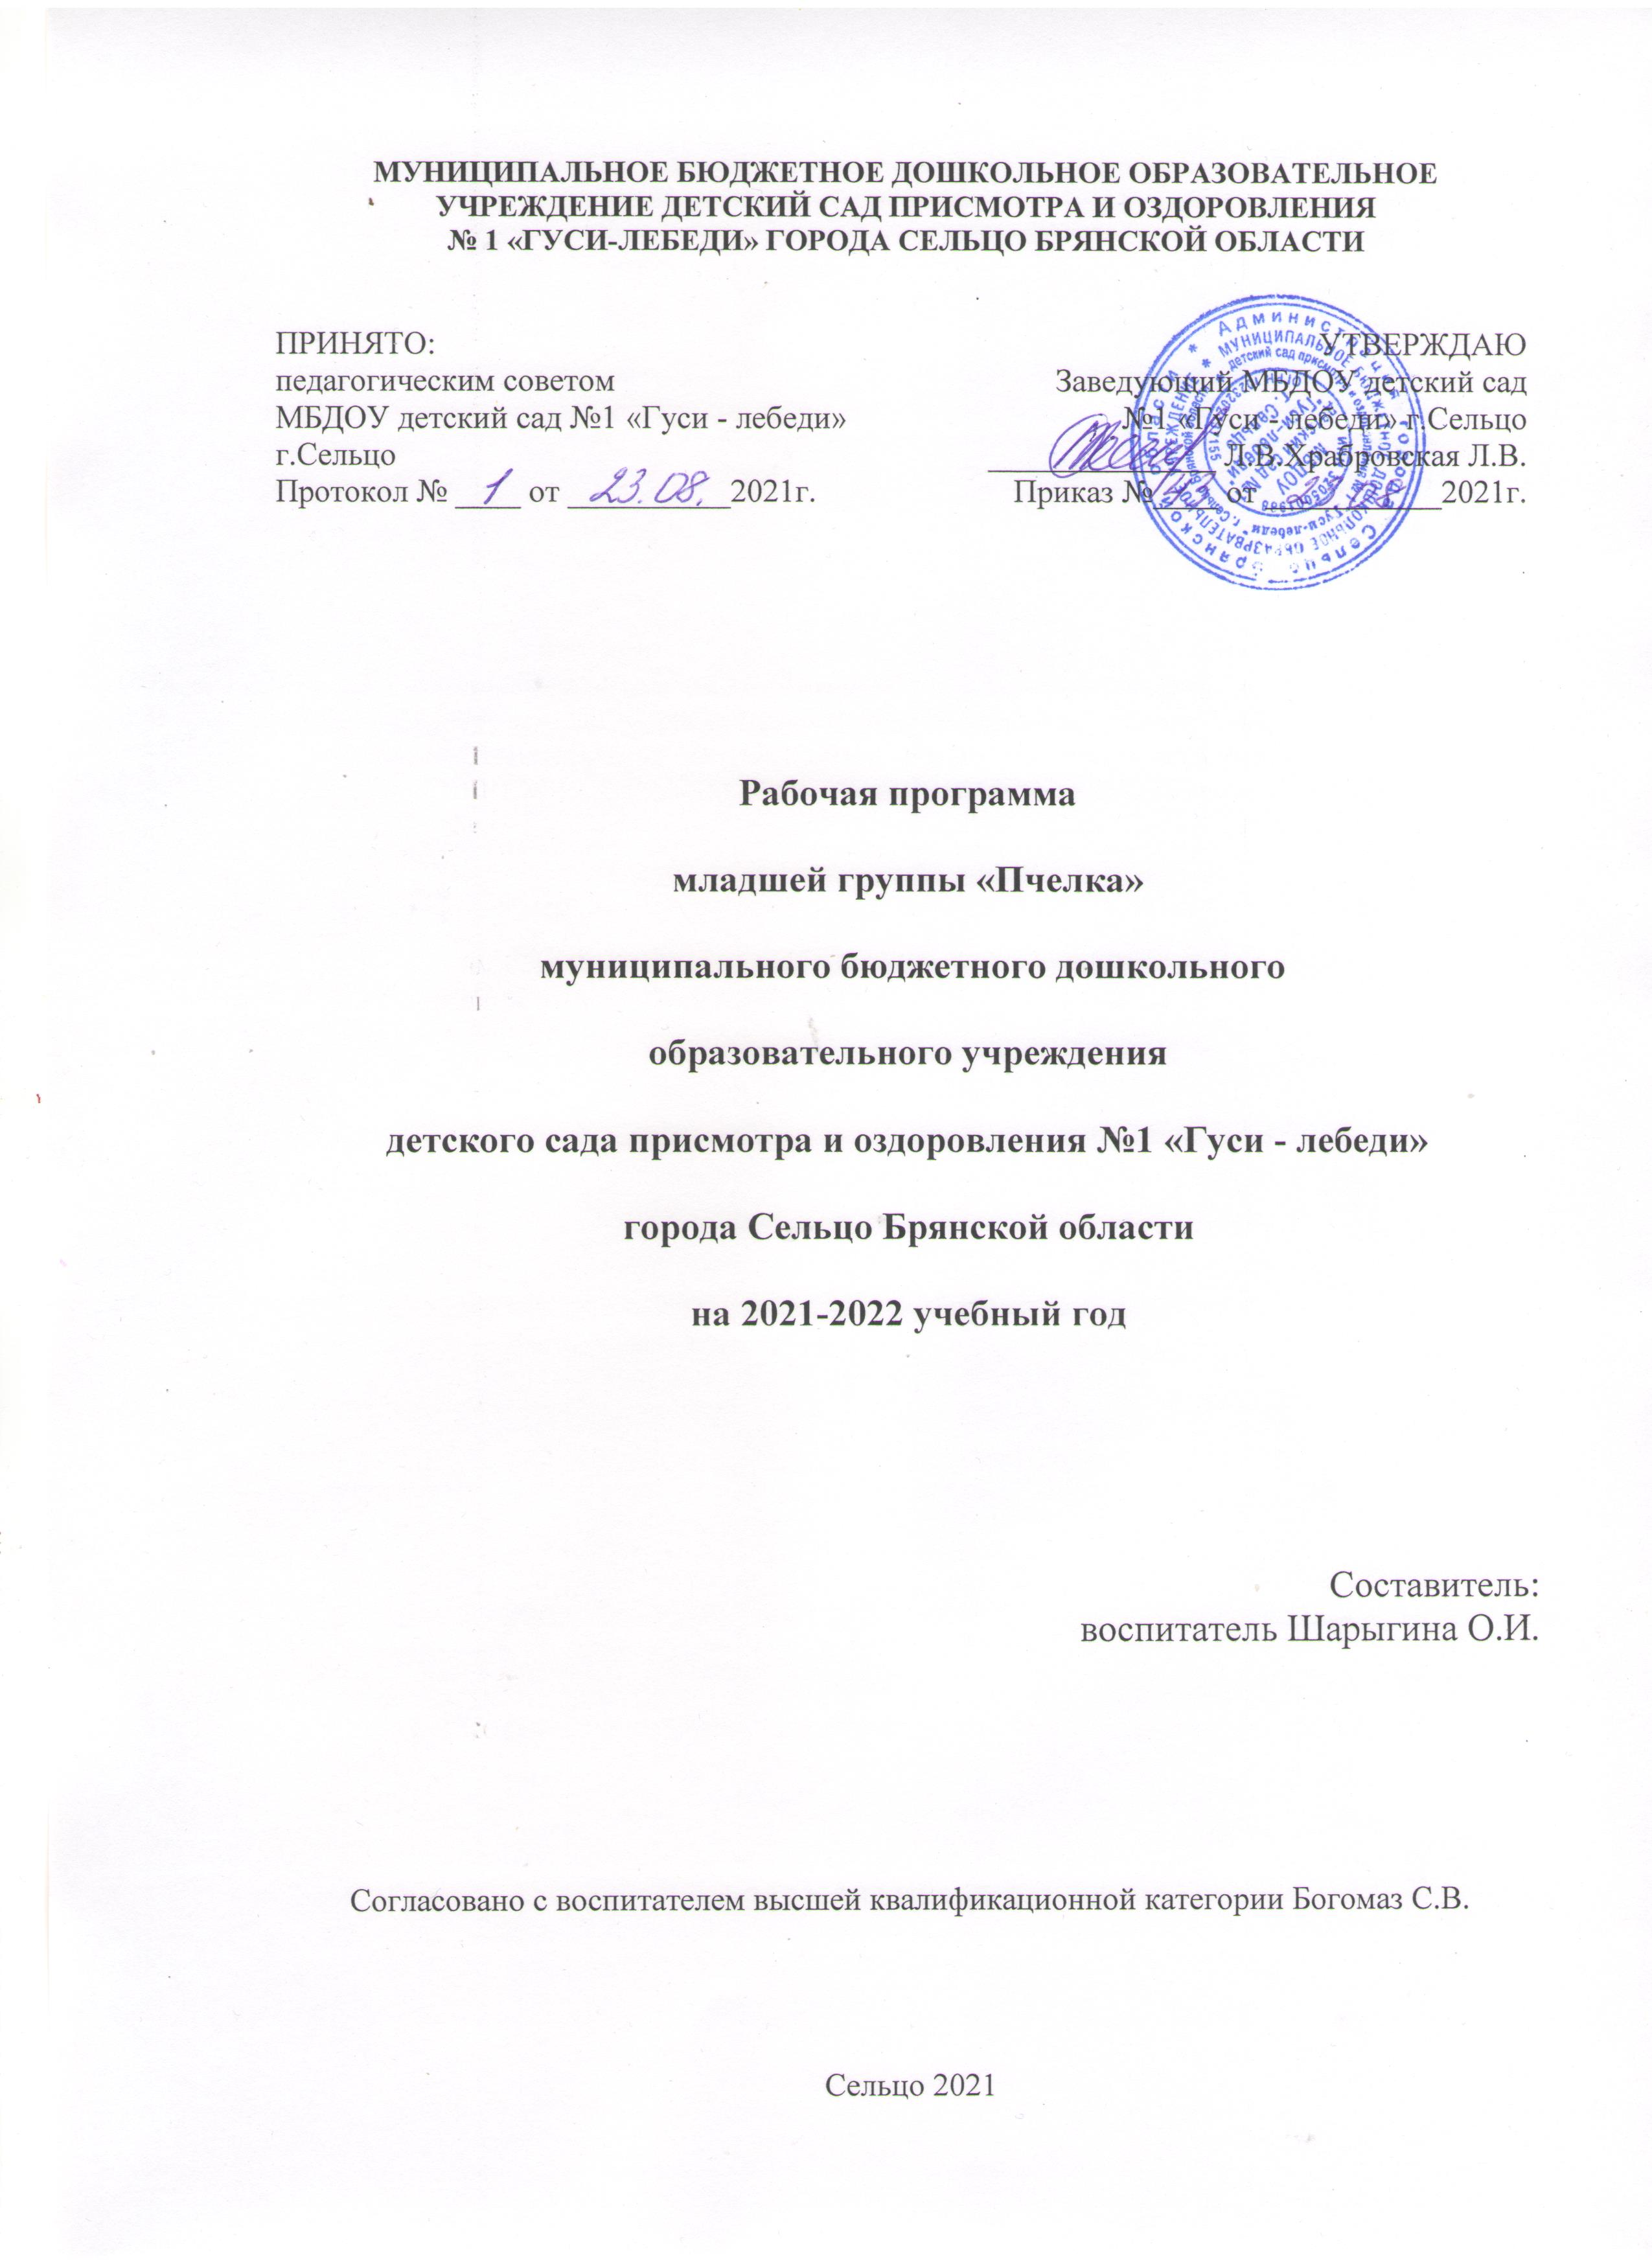 МУНИЦИПАЛЬНОЕ БЮДЖЕТНОЕ ДОШКОЛЬНОЕ ОБРАЗОВАТЕЛЬНОЕ
УЧРЕЖДЕНИЕ ДЕТСКИЙ САД ПРИСМОТРА И ОЗДОРОВЛЕНИЯ
№ 1 «ГУСИ-ЛЕБЕДИ» ГОРОДА СЕЛЬЦО БРЯНСКОЙ ОБЛАСТИ
ПРИНЯТО:
педагогическим советом
МБДОУ детский сад №1 «Гуси - лебеди»
г.Сельцо
Протокол № 1 от 23.08. 2021г.
УТВЕРЖДАЮ
Заведующий МБДОУ детский сад
№1 «Гуси - лебеди» г.Сельцо
Л.В.Храбровская Л.В.
Приказ № от 2021г.
Рабочая программа
младшей группы «Пчелка»
муниципального бюджетного дошкольного
образовательного учреждения
детского сада присмотра и оздоровления №1 «Гуси - лебеди»
города Сельцо Брянской области
на 2021-2022 учебный год
Составитель:
воспитатель Шарыгина О.И.
Согласовано с воспитателем высшей квалификационной категории Богомаз С.В.
Сельцо 2021